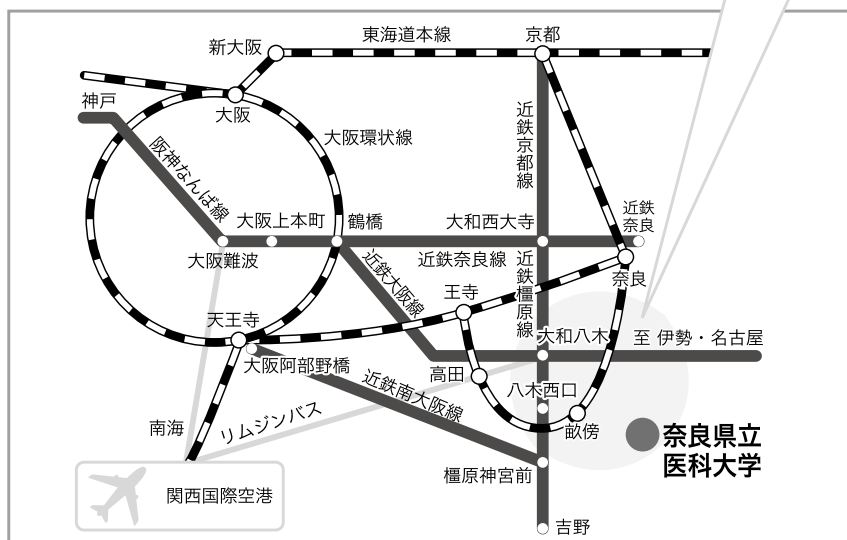 東海道本線
京都
新大阪
神戸
大阪
近鉄京都線
大阪環状線
阪神なんば線
大阪上本町
鶴橋
大和西大寺
近鉄
奈良
大阪難波
近鉄奈良線
近鉄大阪線
近鉄橿原線
奈良
王寺
天王寺
大和八木
至 伊勢・名古屋
大阪阿部野橋
高田
近鉄南大阪線
八木西口
南海
リムジンバス
畝傍
奈良県立
医科大学
橿原神宮前
関西国際空港
吉野